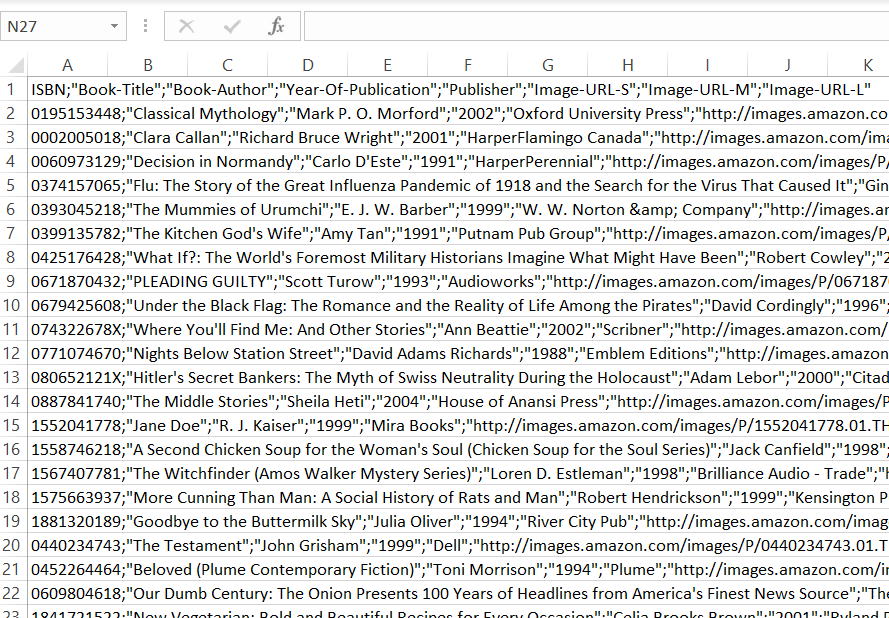 N27
fx
A B C D E F G H I J K
1 ISBN;"Book-Title";"Book-Author";"Year-Of-Publication";"Publisher";"Image-URL-S";"Image-URL-M";"Image-URL-L"
2 0195153448;"Classical Mythology";"Mark P. O. Morford";"2002";"Oxford University Press";"http://images.amazon.co
3 0002005018;"Clara Callan";"Richard Bruce Wright";"2001";"HarperFlamingo Canada";"http://images.amazon.com/ima
4 0060973129;"Decision in Normandy";"Carlo D'Este";"1991";"HarperPerennial";"http://images.amazon.com/images/P/
5 0374157065;"Flu: The Story of the Great Influenza Pandemic of 1918 and the Search for the Virus That Caused It";"Gin
6 0393045218;"The Mummies of Urumchi";"E. J. W. Barber";"1999";"W. W. Norton &amp; Company";"http://images.am
7 0399135782;"The Kitchen God's Wife";"Amy Tan";"1991";"Putnam Pub Group";"http://images.amazon.com/images/P/
8 0425176428;"What If?: The World's Foremost Military Historians Imagine What Might Have Been";"Robert Cowley";"2
9 0671870432;"PLEADING GUILTY";"Scott Turow";"1993";"Audioworks";"http://images.amazon.com/images/P/067187
10 0679425608;"Under the Black Flag: The Romance and the Reality of Life Among the Pirates";"David Cordingly";"1996";
11 074322678X;"Where You'll Find Me: And Other Stories";"Ann Beattie";"2002";"Scribner";"http://images.amazon.com/
12 0771074670;"Nights Below Station Street";"David Adams Richards";"1988";"Emblem Editions";"http://images.amazon
13 080652121X;"Hitler's Secret Bankers: The Myth of Swiss Neutrality During the Holocaust";"Adam Lebor";"2000";"Citad
14 0887841740;"The Middle Stories";"Sheila Heti";"2004";"House of Anansi Press";"http://images.amazon.com/images/P
15 1552041778;"Jane Doe";"R. J. Kaiser";"1999";"Mira Books";"http://images.amazon.com/images/P/1552041778.01.TH
16 1558746218;"A Second Chicken Soup for the Woman's Soul (Chicken Soup for the Soul Series)";"Jack Canfield";"1998";
17 1567407781;"The Witchfinder (Amos Walker Mystery Series)";"Loren D. Estleman";"1998";"Brilliance Audio - Trade";"h
18 1575663937;"More Cunning Than Man: A Social History of Rats and Man";"Robert Hendrickson";"1999";"Kensington P
19 1881320189;"Goodbye to the Buttermilk Sky";"Julia Oliver";"1994";"River City Pub";"http://images.amazon.com/imag
20 0440234743;"The Testament";"John Grisham";"1999";"Dell";"http://images.amazon.com/images/P/0440234743.01.T
21 0452264464;"Beloved (Plume Contemporary Fiction)";"Toni Morrison";"1994";"Plume";"http://images.amazon.com/in
22 0609804618;"Our Dumb Century: The Onion Presents 100 Years of Headlines from America's Finest News Source";"The
23 1841721522;"New Vegetarian: Bold and Beautiful Recipes for Every Occasion";"Celia Brooks Brown";"2001";"Ryland P